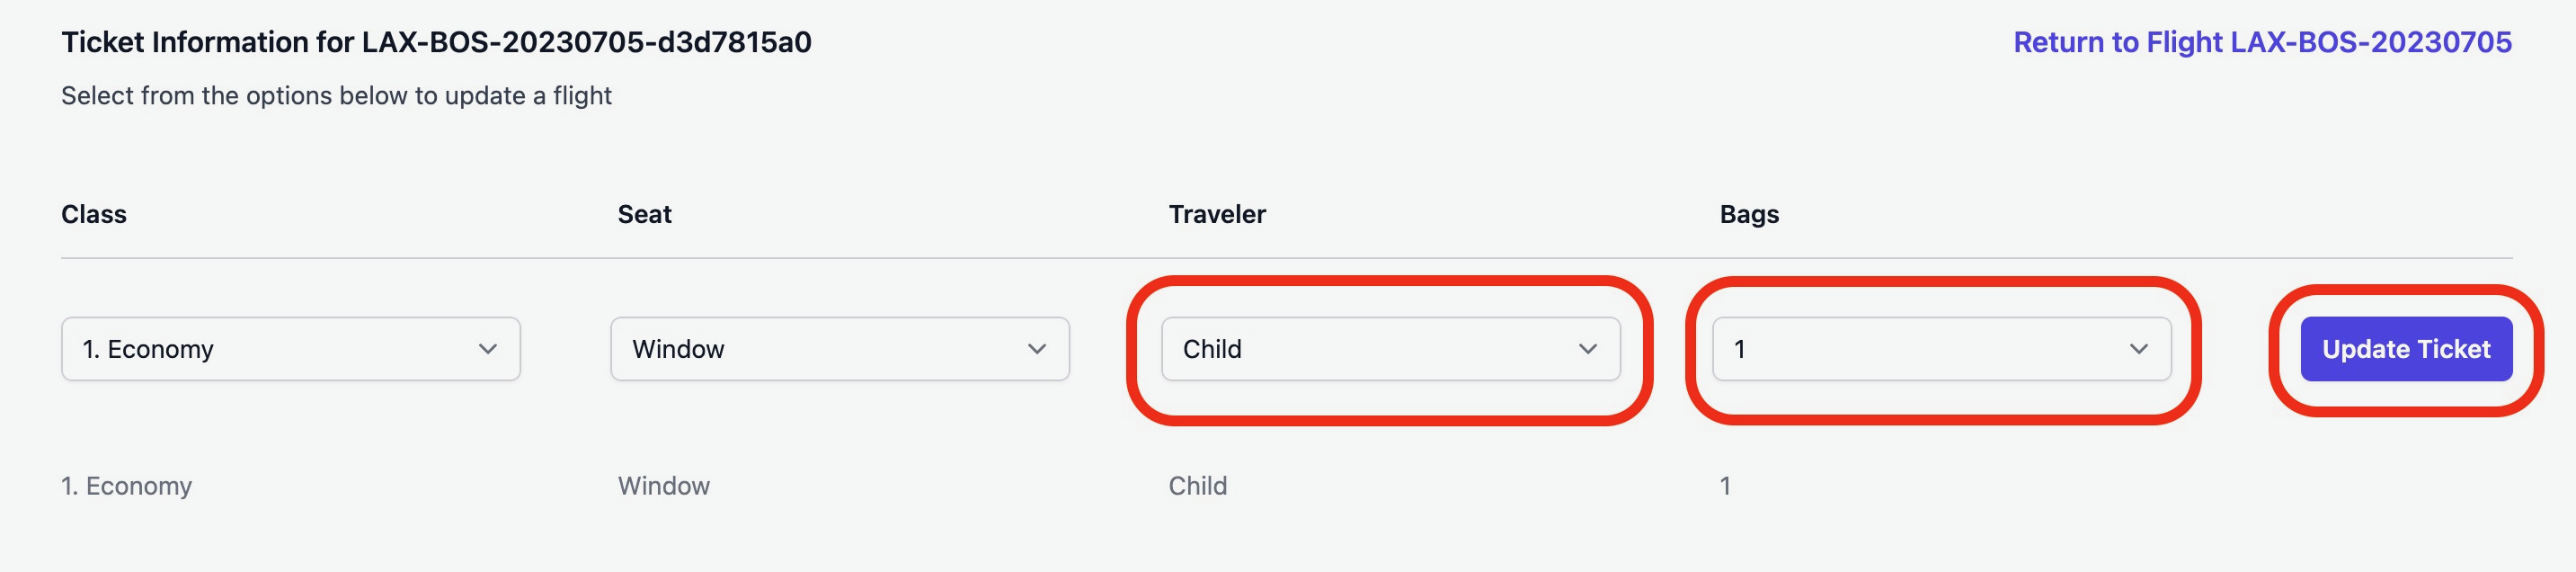 Ticket Information for LAX-BOS-20230705-d3d7815a0
Return to Flight LAX-BOS-20230705
Select from the options below to update a flight
Class Seat Traveler Bags
1. Economy Window Child 1 Update Ticket
1. Economy Window Child 1